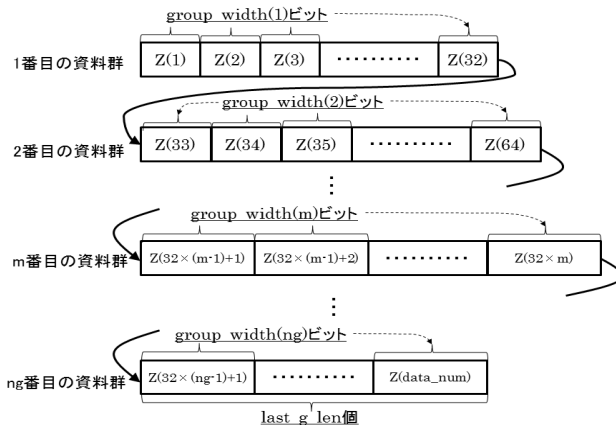 group_width(1)ビット
1番目の資料群 Z(1) Z(2) Z(3) ・・・・・・・・・・ Z(32)
group_width(2)ビット
2番目の資料群 Z(33) Z(34) Z(35) ・・・・・・・・・・ Z(64)
⋮
group_width(m)ビット
m番目の資料群 Z(32×(m-1)+1) Z(32×(m-1)+2) ・・・・・・・・・・ Z(32×m)
⋮
group_width(ng)ビット
ng番目の資料群 Z(32×(ng-1)+1) ・・・・・・・・・・ Z(data_num)
last_g_len個